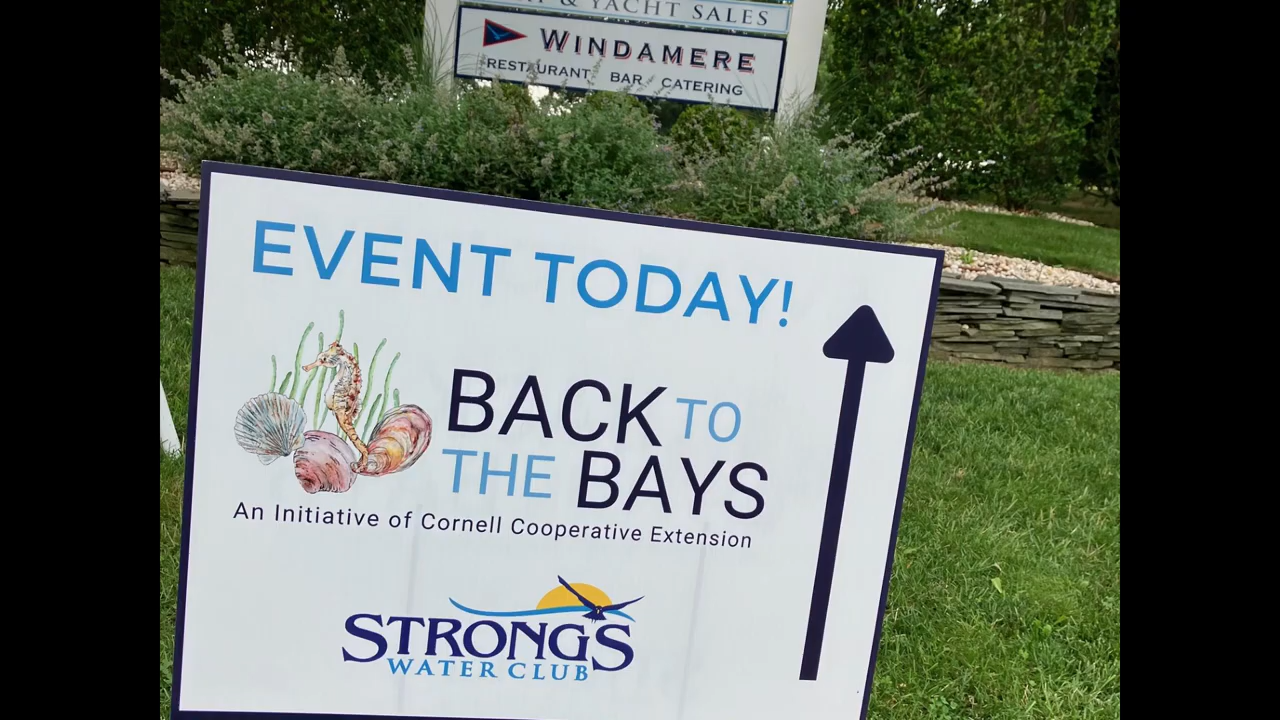 & YACHT SALES
WINDAMERE
RESTAURANT BAR CATERING
EVENT TODAY!
BACK TO
THE BAYS
An Initiative of Cornell Cooperative Extension
STRONG'S
WATER CLUB